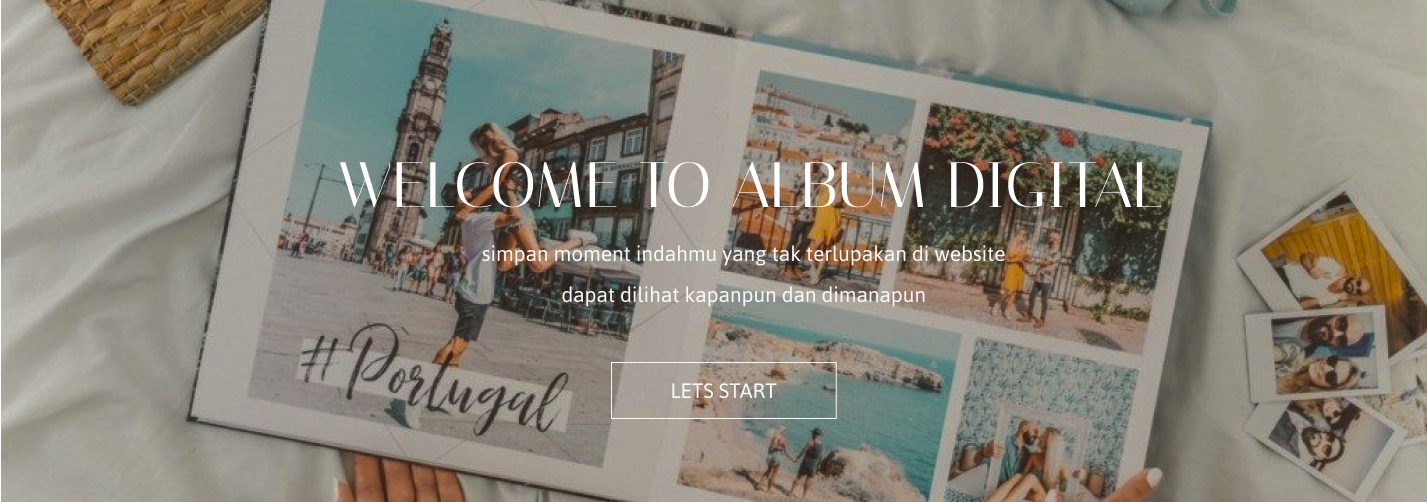 WELCOME TO ALBUM DIGITAL
simpan moment indahmu yang tak terlupakan di website
dapat dilihat kapanpun dan dimanapun
LETS START
#Portugal